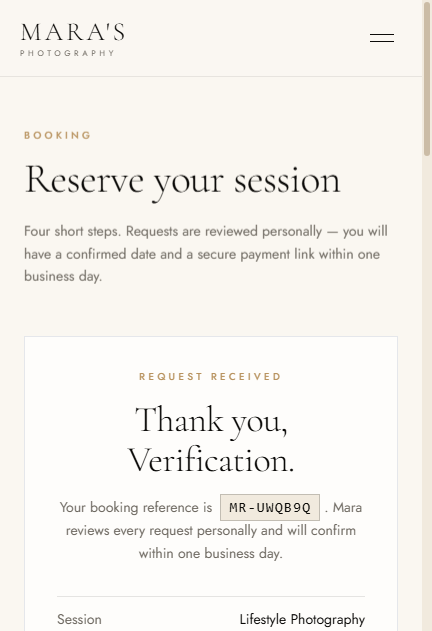 MARA'S
PHOTOGRAPHY
BOOKING
Reserve your session
Four short steps. Requests are reviewed personally — you will
have a confirmed date and a secure payment link within one
business day.
REQUEST RECEIVED
Thank you,
Verification.
Your booking reference is MR-UWQB9Q . Mara
reviews every request personally and will confirm
within one business day.
Session Lifestyle Photography